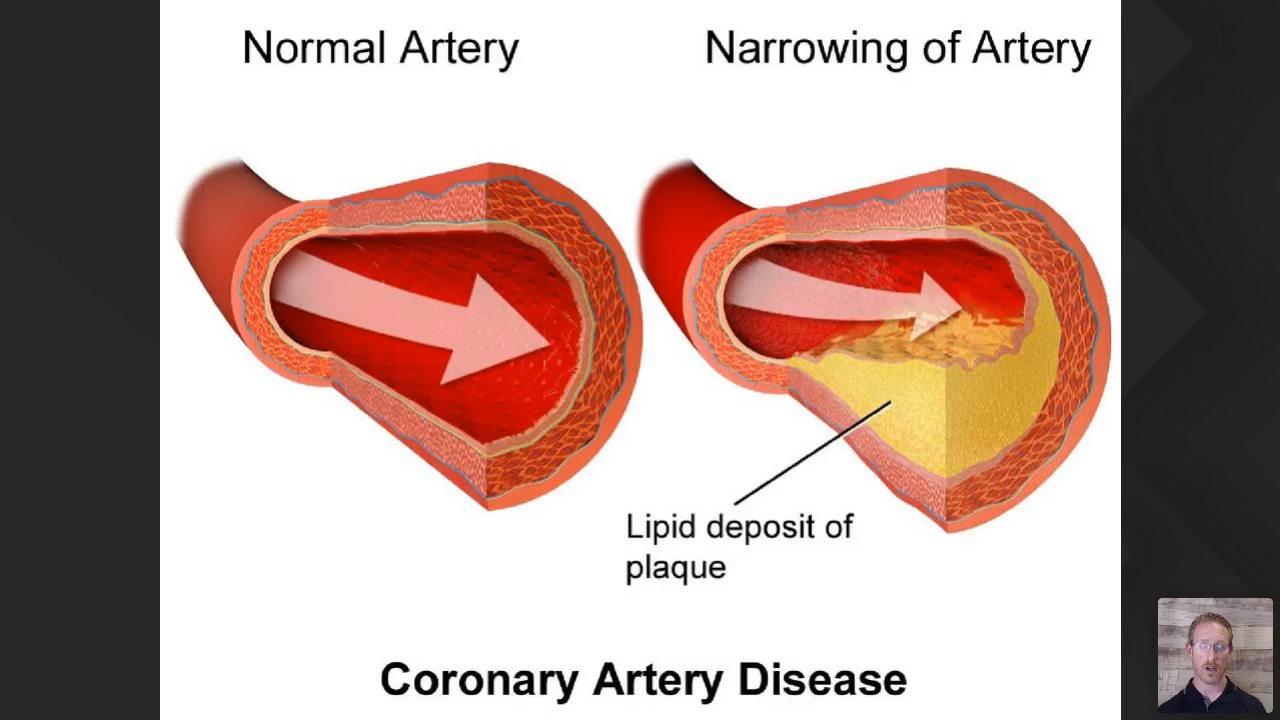 Normal Artery
Narrowing of Artery
Lipid deposit of
plaque
Coronary Artery Disease